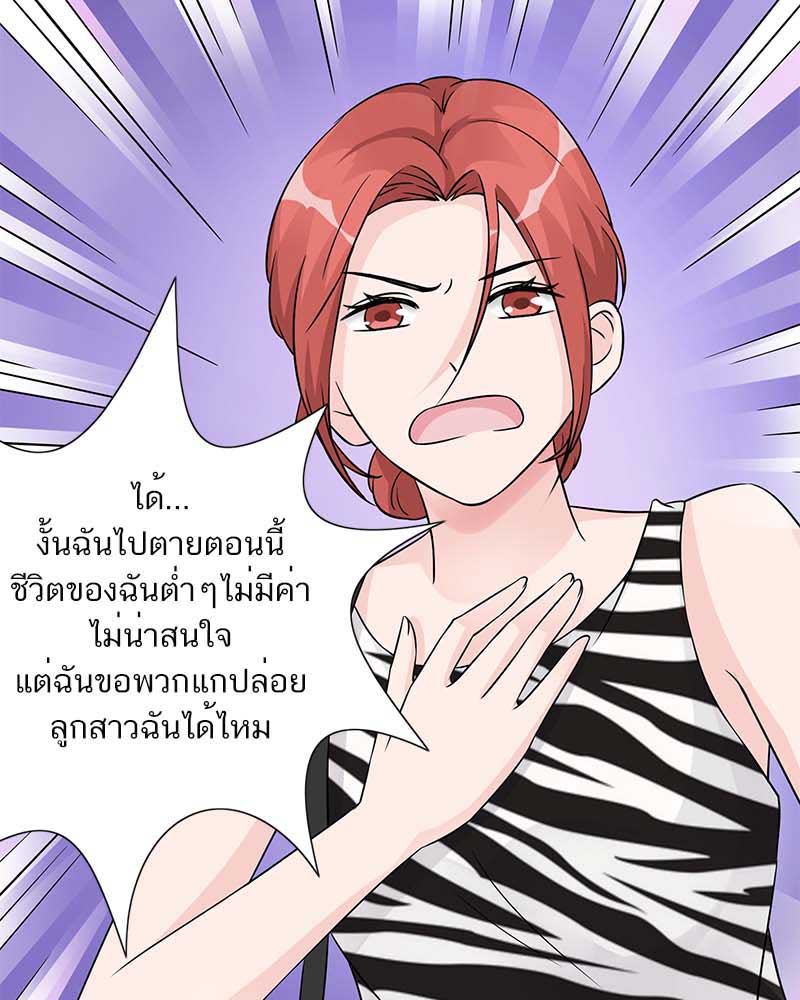 ได้...
งั้นฉันไปตายตอนนี้
ชีวิตของฉันต่ำๆไม่มีค่า
ไม่น่าสนใจ
แต่ฉันขอพวกแกปล่อย
ลูกสาวฉันได้ไหม